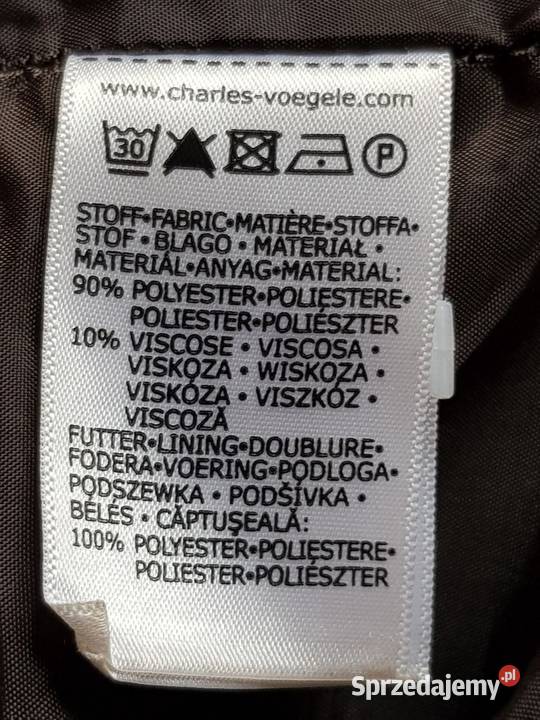 www.charles-voegele.com
30 P
STOFF•FABRIC•MATIÈRE•STOFFA•
STOF • BLAGO • MATERIAŁ •
MATERIÁL•ANYAG•MATERIAL:
90% POLYESTER•POLIESTERE•
POLIESTER•POLIÉSZTER
10% VISCOSE • VISCOSA •
VISKOZA • WISKOZA •
VISKÓZA • VISZKÓZ •
VISCOZĂ
FUTTER•LINING•DOUBLURE•
FODERA•VOERING•PODLOGA•
PODSZEWKA • PODŠÍVKA •
BÉLÉS • CĂPTUŞEALĂ:
100% POLYESTER•POLIESTERE•
POLIESTER•POLIÉSZTER
Sprzedajemy.pl